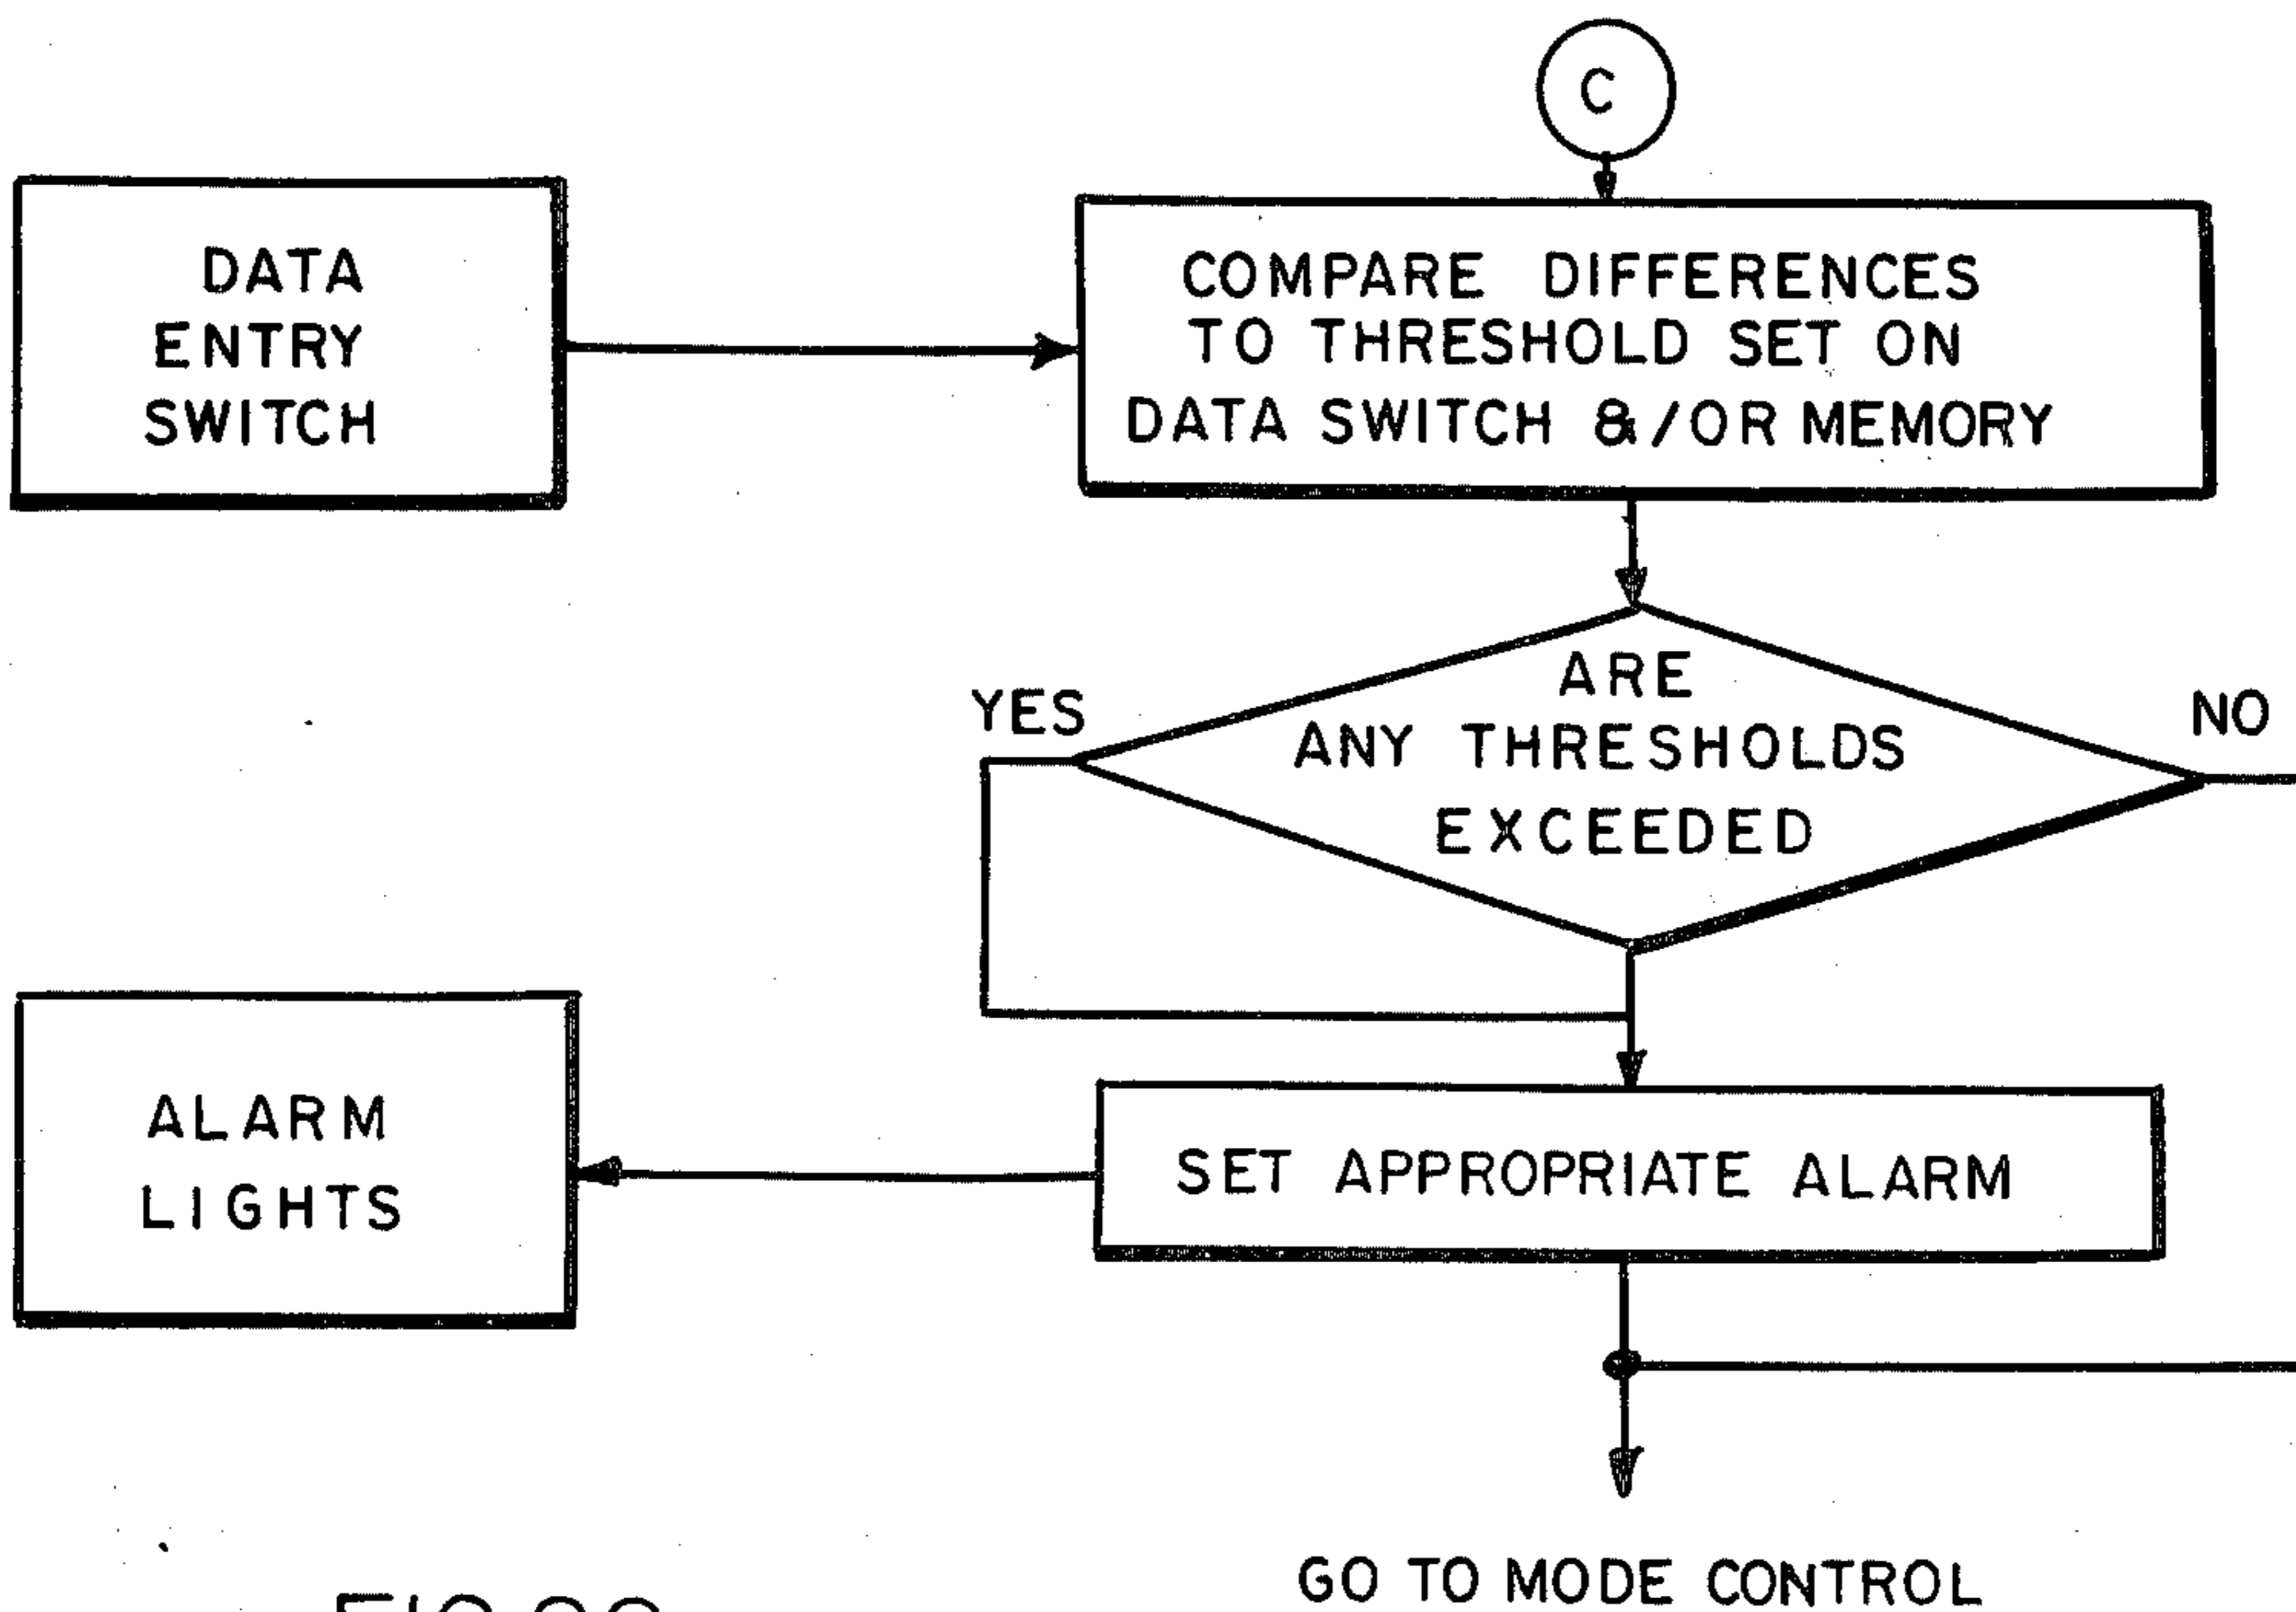 C
DATA
ENTRY
SWITCH
COMPARE DIFFERENCES
TO THRESHOLD SET ON
DATA SWITCH &/OR MEMORY
ARE
ANY THRESHOLDS
EXCEEDED
YES
NO
ALARM
LIGHTS
SET APPROPRIATE ALARM
GO TO MODE CONTROL